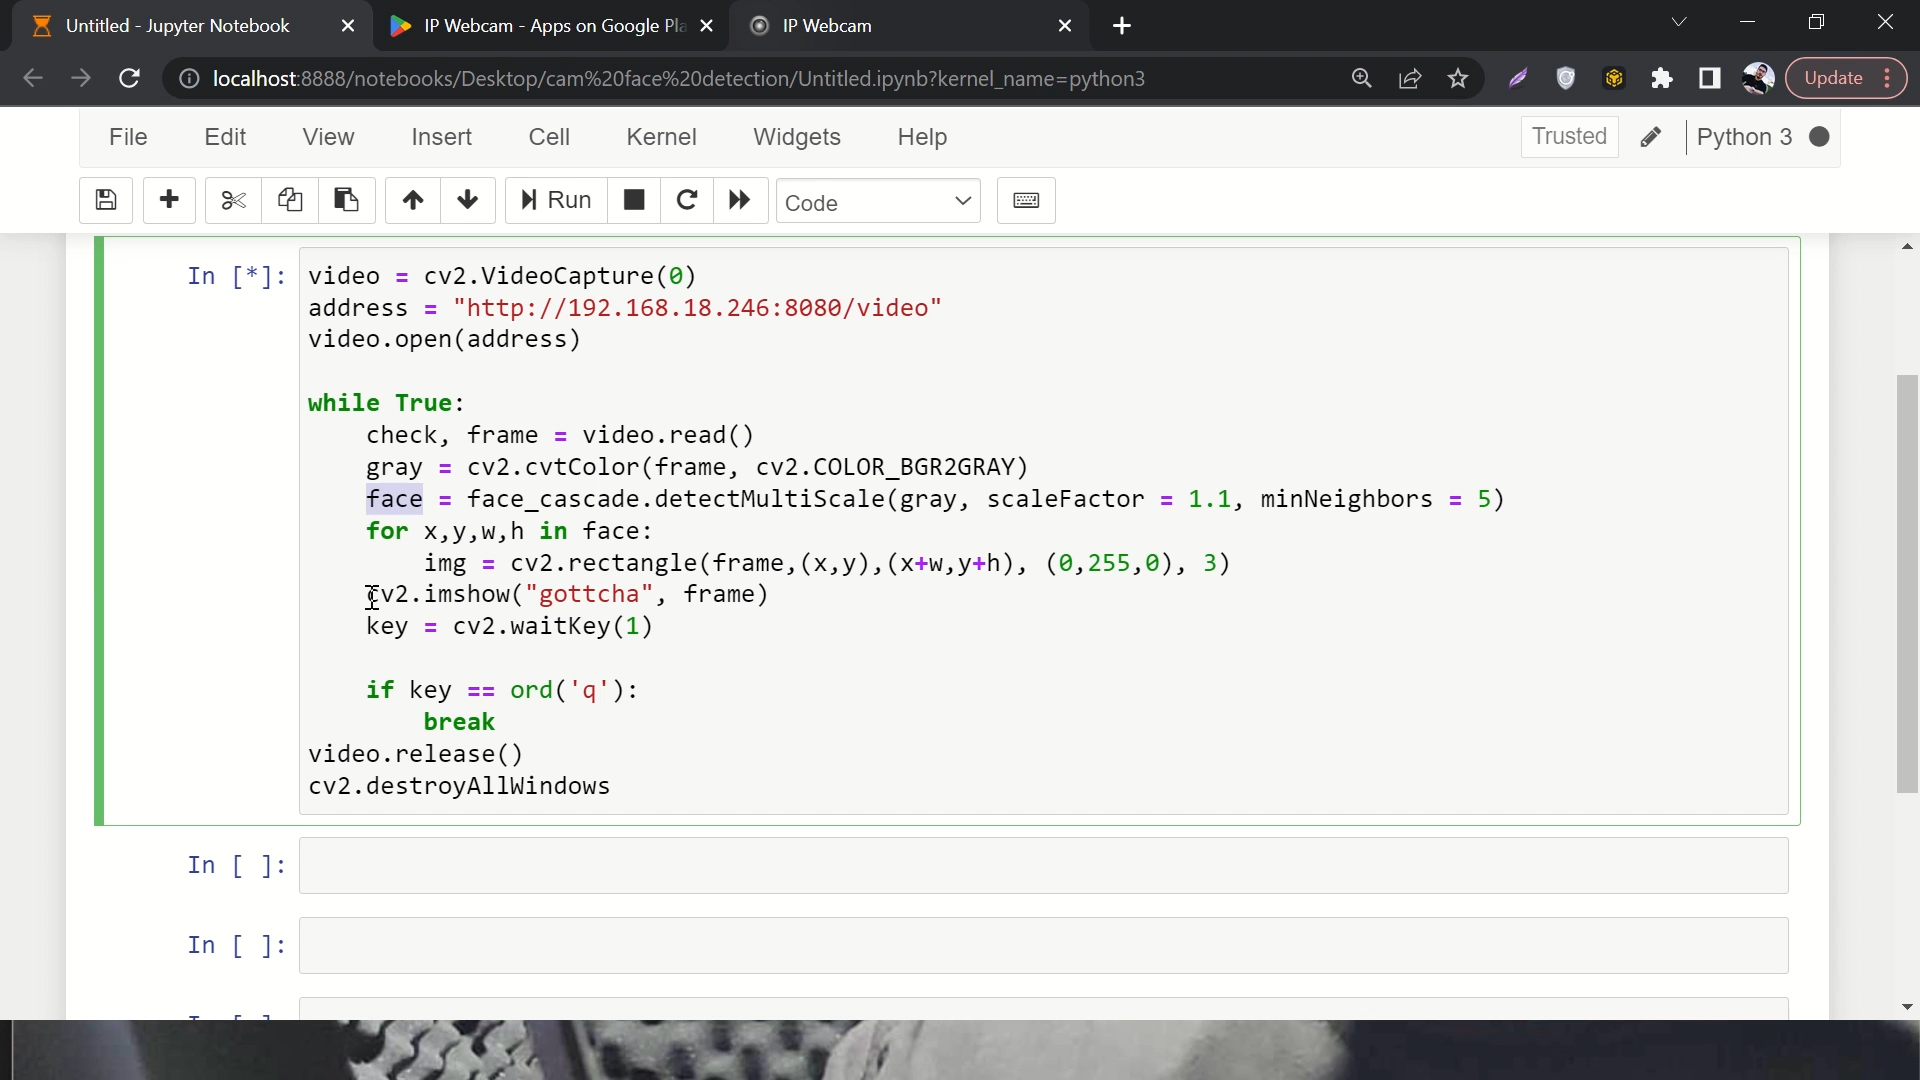 Untitled - Jupyter Notebook
IP Webcam - Apps on Google Pla
IP Webcam
localhost:8888/notebooks/Desktop/cam%20face%20detection/Untitled.ipynb?kernel_name=python3
Update
File Edit View Insert Cell Kernel Widgets Help Trusted Python 3
Run Code
In [*]: video = cv2.VideoCapture(0)
address = "http://192.168.18.246:8080/video"
video.open(address)
while True:
check, frame = video.read()
gray = cv2.cvtColor(frame, cv2.COLOR_BGR2GRAY)
face = face_cascade.detectMultiScale(gray, scaleFactor = 1.1, minNeighbors = 5)
for x,y,w,h in face:
img = cv2.rectangle(frame,(x,y),(x+w,y+h), (0,255,0), 3)
cv2.imshow("gottcha", frame)
key = cv2.waitKey(1)
if key == ord('q'):
break
video.release()
cv2.destroyAllWindows
In [ ]:
In [ ]: